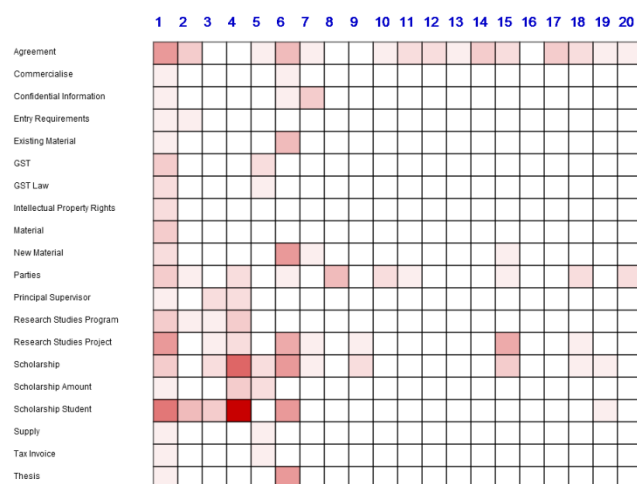 1 2 3 4 5 6 7 8 9 10 11 12 13 14 15 16 17 18 19 20
Agreement
Commercialise
Confidential Information
Entry Requirements
Existing Material
GST
GST Law
Intellectual Property Rights
Material
New Material
Parties
Principal Supervisor
Research Studies Program
Research Studies Project
Scholarship
Scholarship Amount
Scholarship Student
Supply
Tax Invoice
Thesis